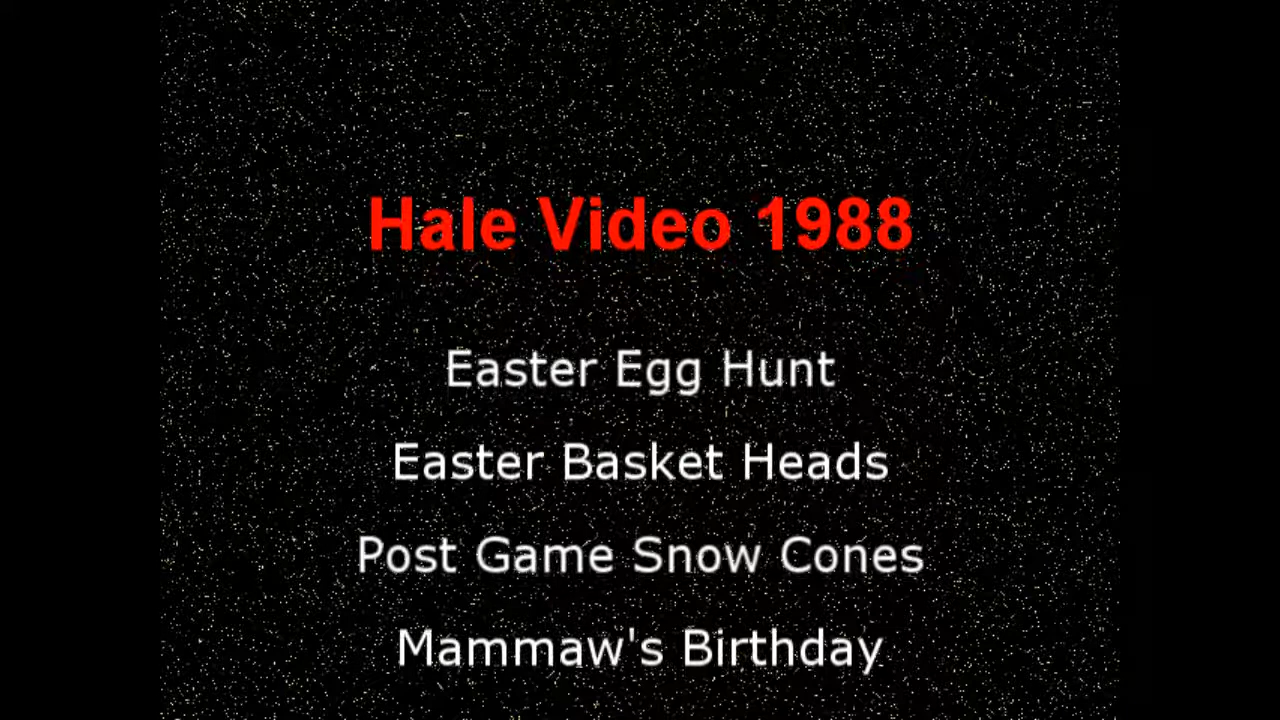 Hale Video 1988
Easter Egg Hunt
Easter Basket Heads
Post Game Snow Cones
Mammaw's Birthday